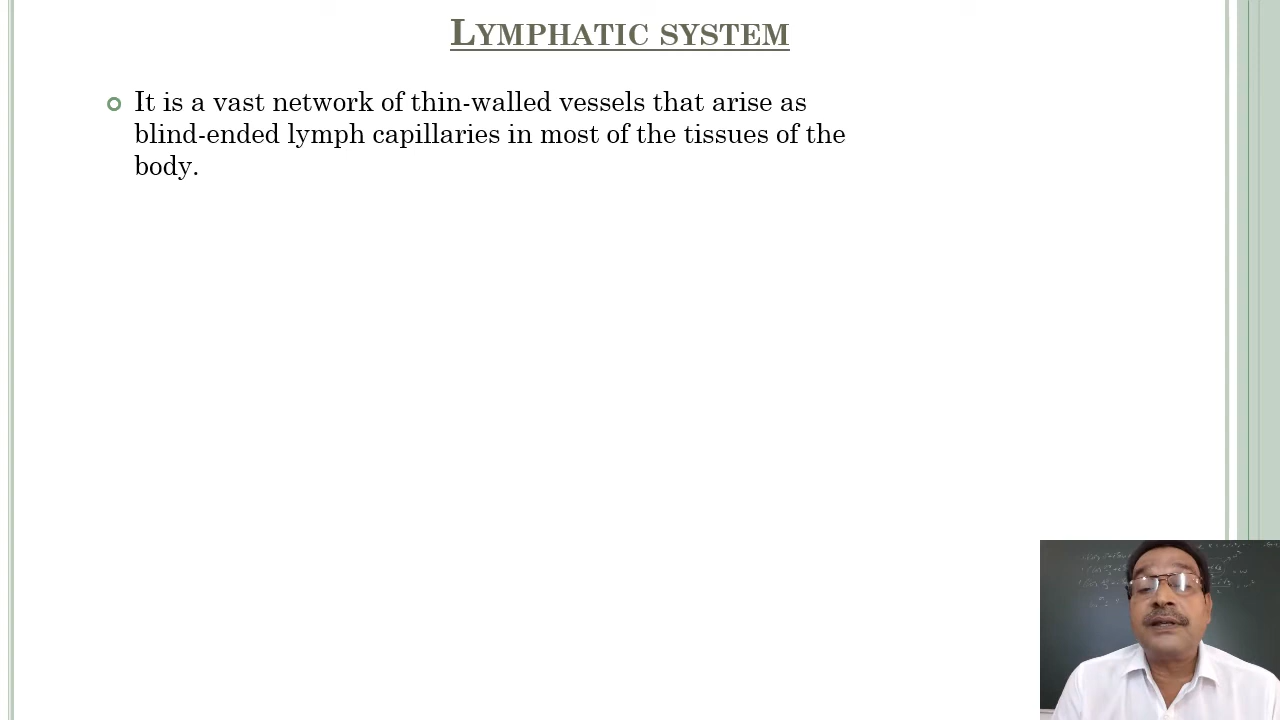 LYMPHATIC SYSTEM
It is a vast network of thin-walled vessels that arise as
blind-ended lymph capillaries in most of the tissues of the
body.